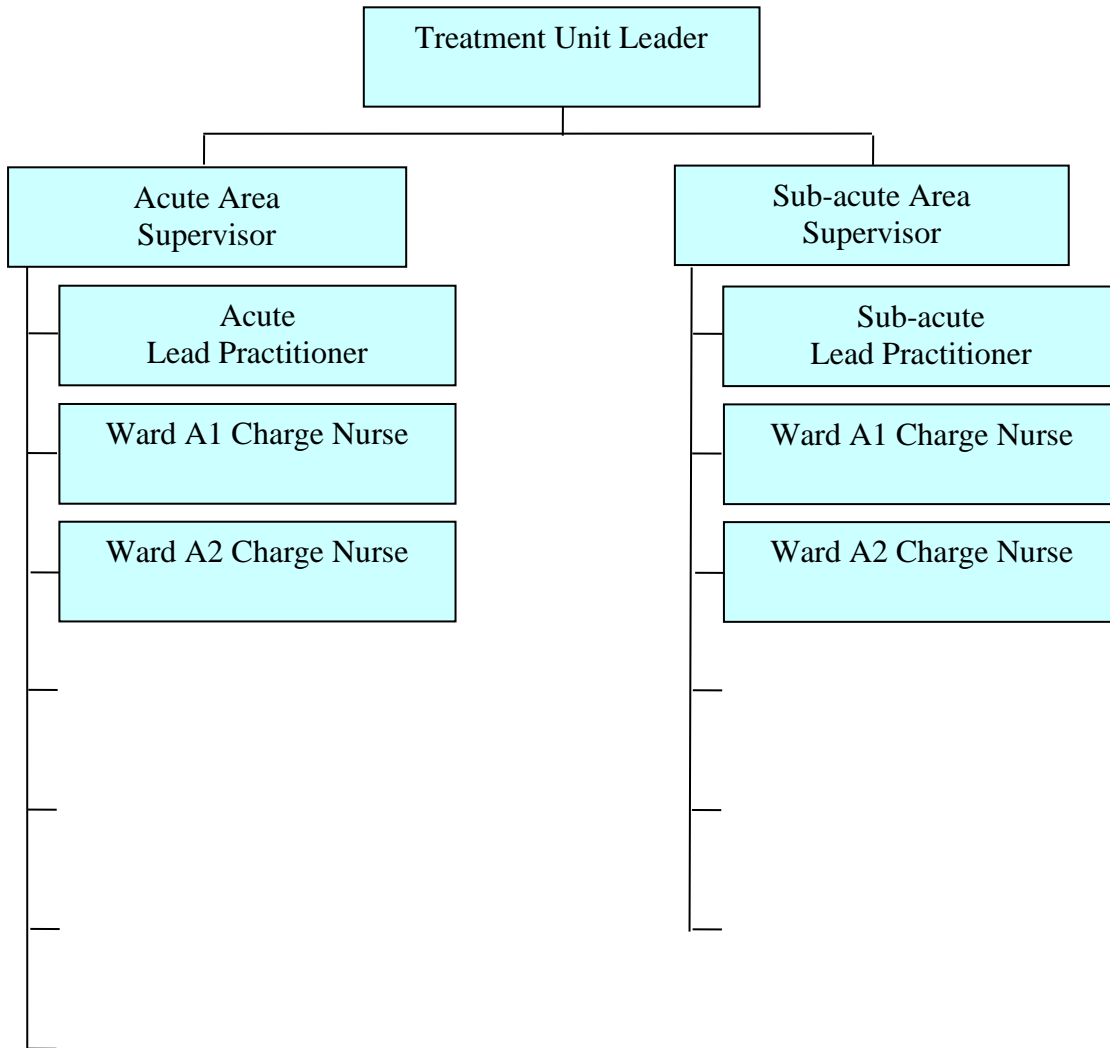 Treatment Unit Leader
Acute Area
Supervisor
Sub-acute Area
Supervisor
Acute
Lead Practitioner
Sub-acute
Lead Practitioner
Ward A1 Charge Nurse
Ward A1 Charge Nurse
Ward A2 Charge Nurse
Ward A2 Charge Nurse